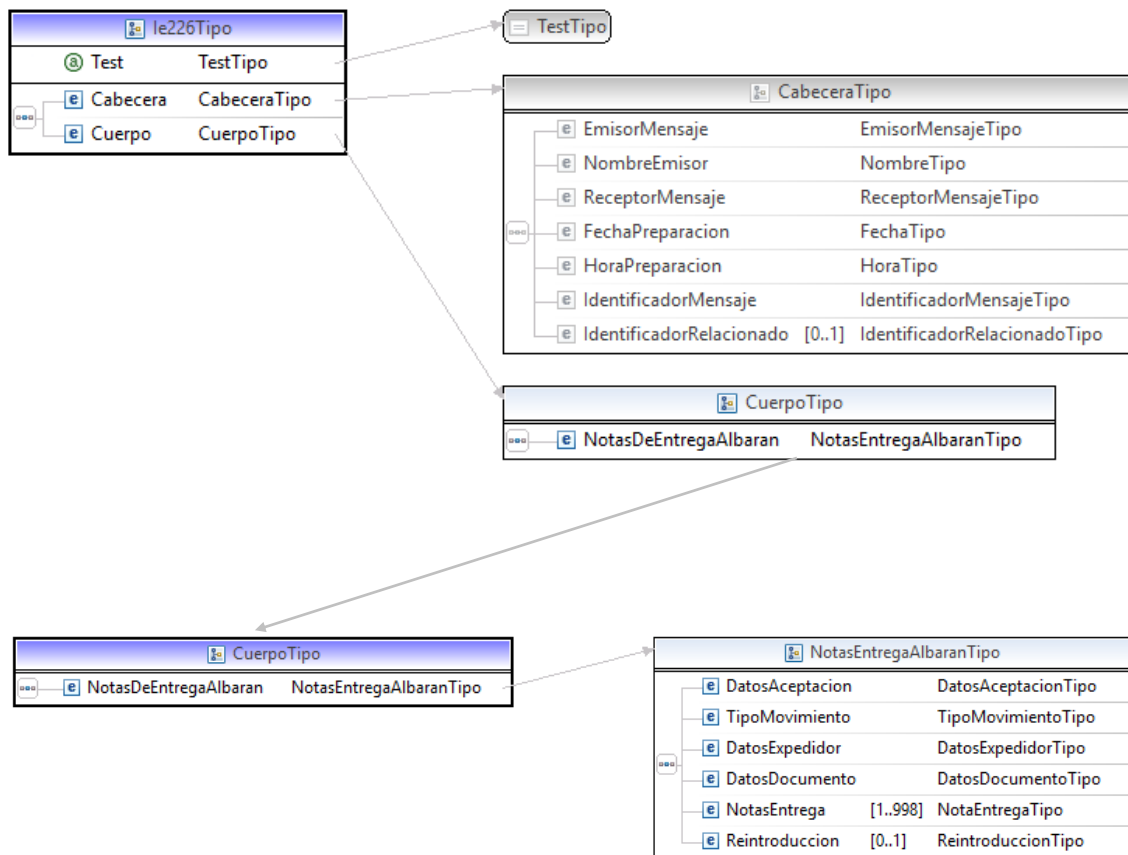 Ie226Tipo
a Test TestTipo
e Cabecera CabeceraTipo
e Cuerpo CuerpoTipo
TestTipo
CabeceraTipo
e EmisorMensaje EmisorMensajeTipo
e NombreEmisor NombreTipo
e ReceptorMensaje ReceptorMensajeTipo
e FechaPreparacion FechaTipo
e HoraPreparacion HoraTipo
e IdentificadorMensaje IdentificadorMensajeTipo
e IdentificadorRelacionado [0..1] IdentificadorRelacionadoTipo
CuerpoTipo
e NotasDeEntregaAlbaran NotasEntregaAlbaranTipo
CuerpoTipo
e NotasDeEntregaAlbaran NotasEntregaAlbaranTipo
NotasEntregaAlbaranTipo
e DatosAceptacion DatosAceptacionTipo
e TipoMovimiento TipoMovimientoTipo
e DatosExpedidor DatosExpedidorTipo
e DatosDocumento DatosDocumentoTipo
e NotasEntrega [1..998] NotaEntregaTipo
e Reintroduccion [0..1] ReintroduccionTipo